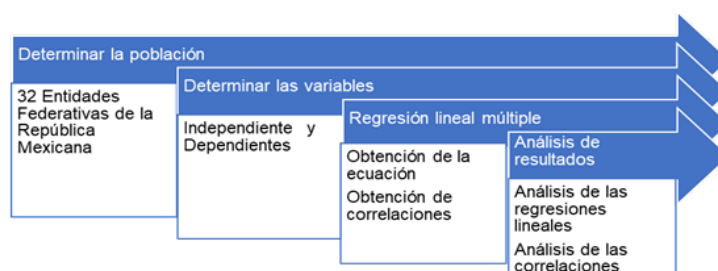 Determinar la población
32 Entidades
Federativas de la
República
Mexicana
Determinar las variables
Independiente y
Dependientes
Regresión lineal múltiple
Obtención de la
ecuación
Obtención de
correlaciones
Análisis de
resultados
Análisis de las
regresiones
lineales
Análisis de las
correlaciones